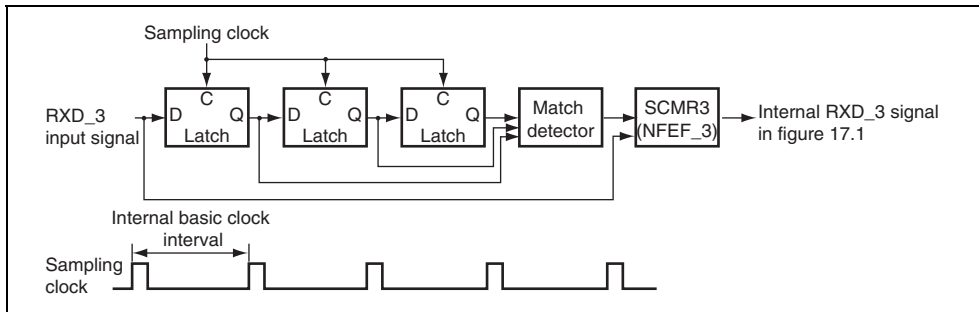 Sampling clock
RXD_3
input signal
D
C
Q
Latch
D
C
Q
Latch
D
C
Q
Latch
Match
detector
SCMR3
(NFEF_3)
Internal RXD_3 signal
in figure 17.1
Internal basic clock
interval
Sampling
clock